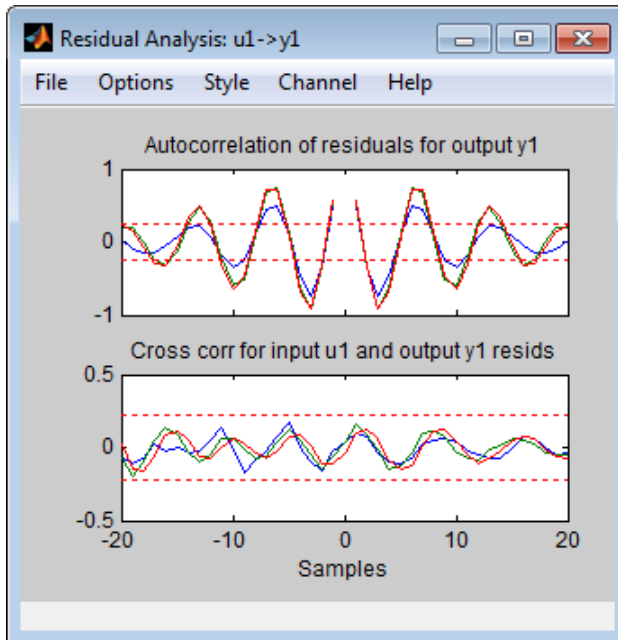 Residual Analysis: u1->y1
File Options Style Channel Help
Autocorrelation of residuals for output y1
1
0
-1
Cross corr for input u1 and output y1 resids
0.5
0
-0.5
-20 -10 0 10 20
Samples